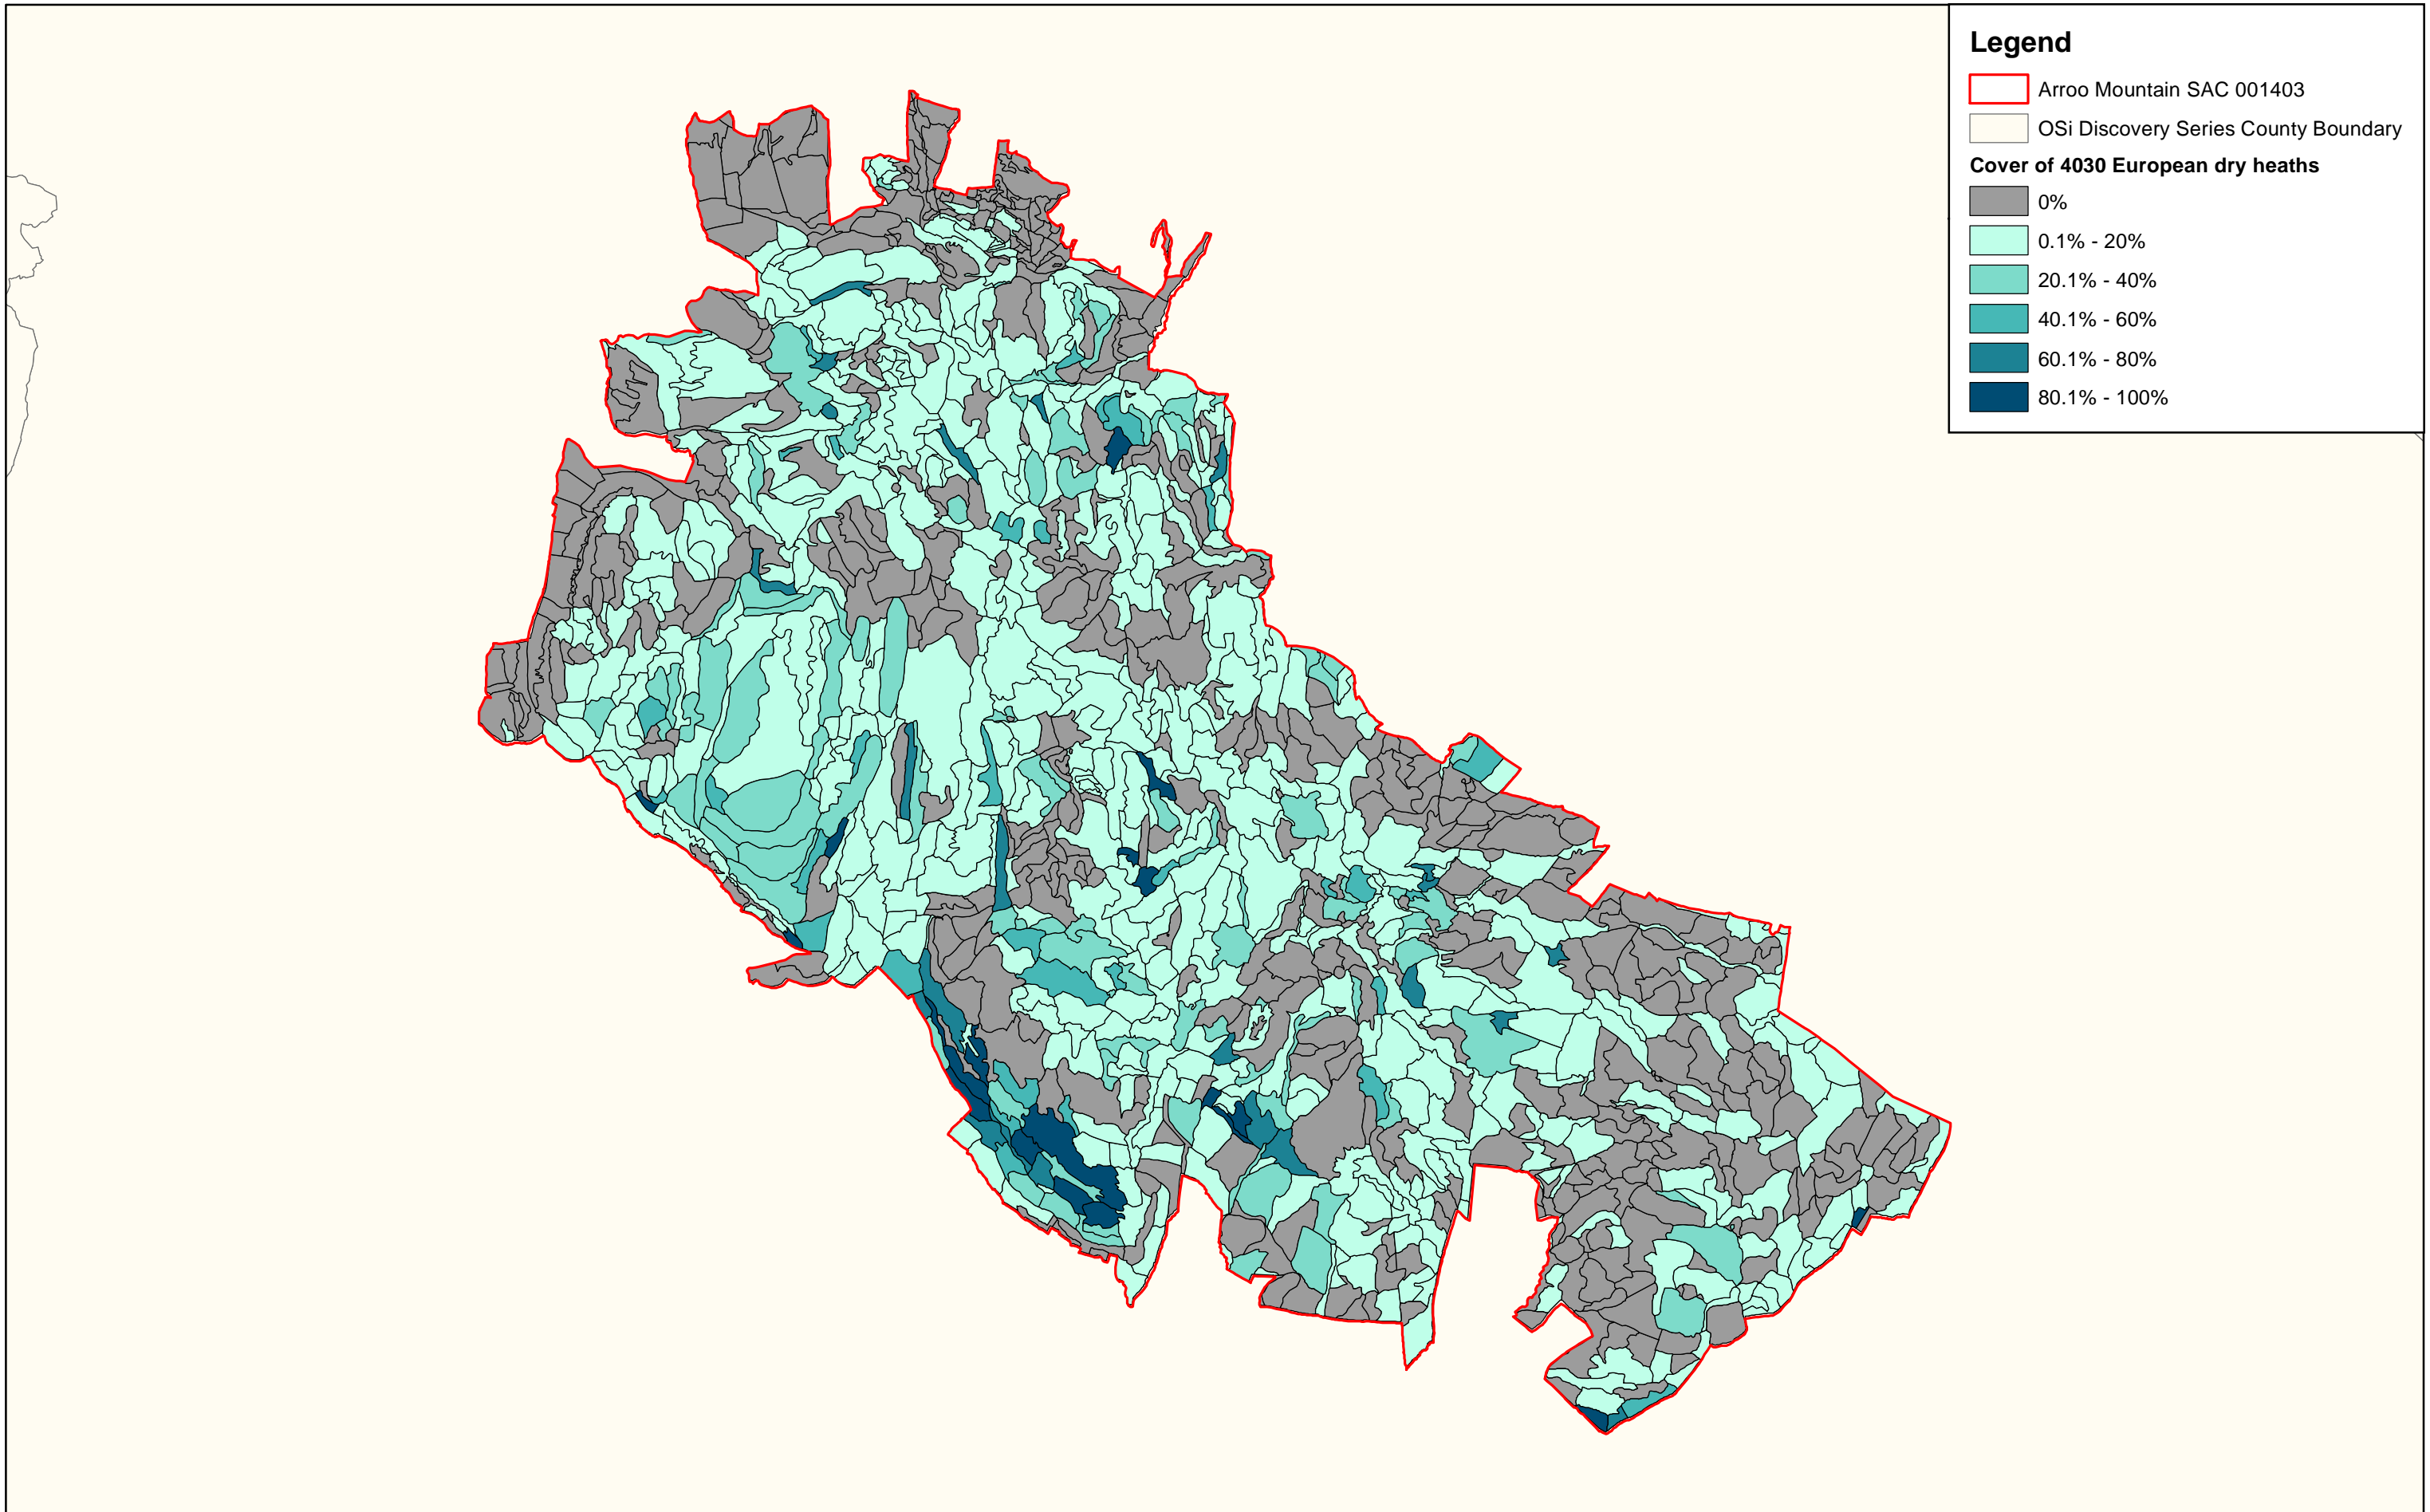 Legend
Arroo Mountain SAC 001403
OSi Discovery Series County Boundary
Cover of 4030 European dry heaths
0%
0.1% - 20%
20.1% - 40%
40.1% - 60%
60.1% - 80%
80.1% - 100%